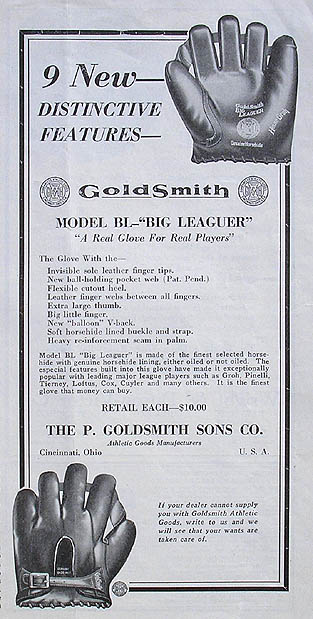 9 New—
DISTINCTIVE
FEATURES—
GoldSmith
BIG LEAGUER
Genuine Horsehide
GoldSmith
MODEL BL—"BIG LEAGUER"
"A Real Glove For Real Players"
The Glove With the—
Invisible sole leather finger tips.
New ball-holding pocket web (Pat. Pend.)
Flexible cutout heel.
Leather finger webs between all fingers.
Extra large thumb.
Big little finger.
New "balloon" V-back.
Soft horsehide lined buckle and strap.
Heavy reinforcement seam in palm.
Model BL "Big Leaguer" is made of the finest selected horse-
hide with genuine horsehide lining, either oiled or not oiled. The
especial features built into this glove have made it exceptionally
popular with leading major league players such as Groh, Pinelli,
Tierney, Loftus, Cox, Cuyler and many others. It is the finest
glove that money can buy.
RETAIL EACH—$10.00
THE P. GOLDSMITH SONS CO.
Athletic Goods Manufacturers
Cincinnati, Ohio U. S. A.
If your dealer cannot supply
you with Goldsmith Athletic
Goods, write to us and we
will see that your wants are
taken care of.